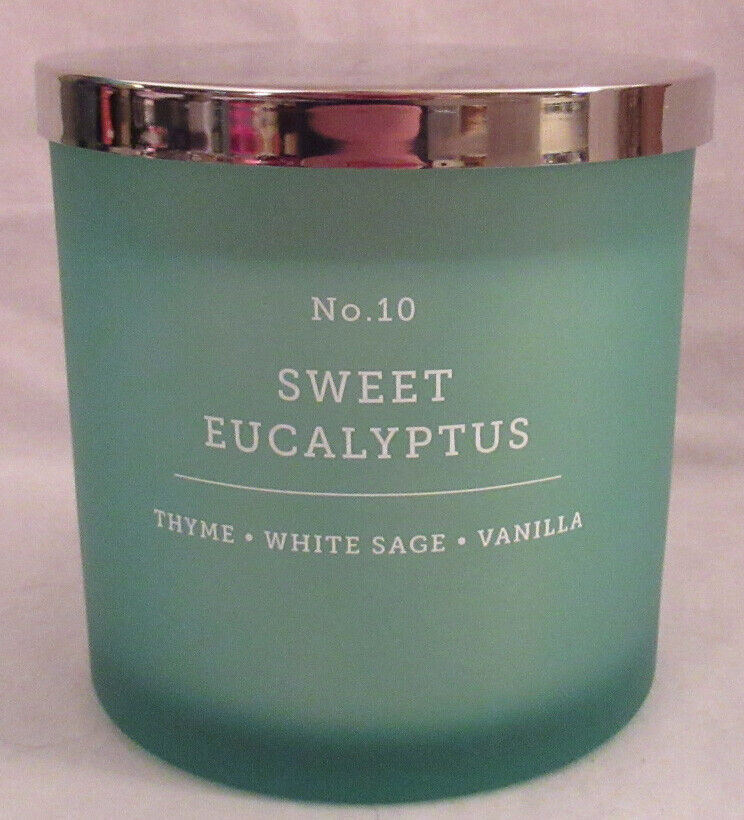 No.10
SWEET
EUCALYPTUS
THYME • WHITE SAGE • VANILLA